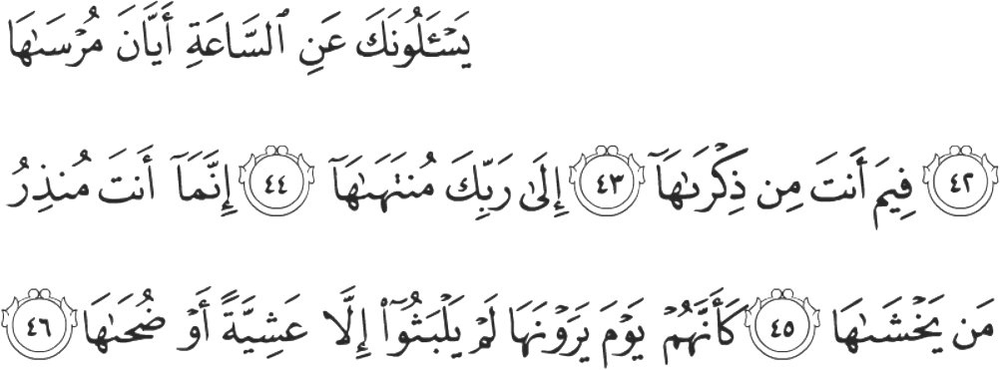 يَسْـَٔلُونَكَ عَنِ ٱلسَّاعَةِ أَيَّانَ مُرْسَىٰهَا
٤٢ فِيمَ أَنتَ مِن ذِكْرَىٰهَآ ٤٣ إِلَىٰ رَبِّكَ مُنتَهَىٰهَآ ٤٤ إِنَّمَآ أَنتَ مُنذِرُ
مَن يَخْشَىٰهَا ٤٥ كَأَنَّهُمْ يَوْمَ يَرَوْنَهَا لَمْ يَلْبَثُوٓا۟ إِلَّا عَشِيَّةً أَوْ ضُحَىٰهَا ٤٦